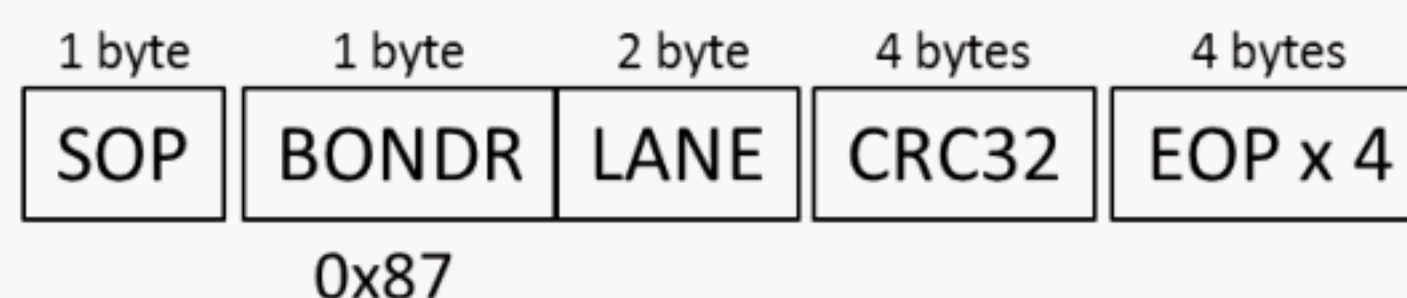 1 byte 1 byte 2 byte 4 bytes 4 bytes
SOP BONDR LANE CRC32 EOP x 4
0x87